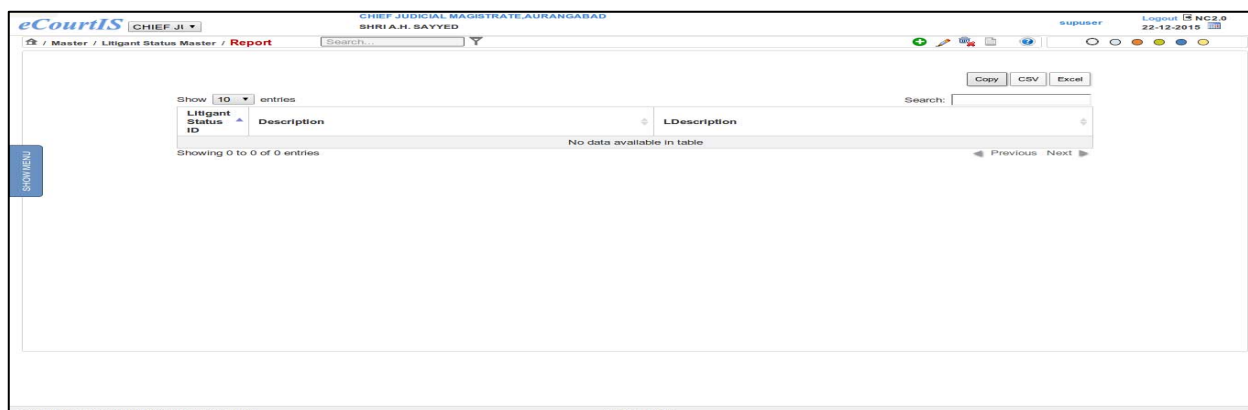 eCourtIS CHIEF JI CHIEF JUDICIAL MAGISTRATE,AURANGABAD
SHRI A.H. SAYYED
supuser
Logout NC2.0
22-12-2015
/ Master / Litigant Status Master / Report Search...
Copy CSV Excel
Show 10 entries Search:
Litigant Status ID Description LDescription
No data available in table
Showing 0 to 0 of 0 entries Previous Next
SHOW MENU